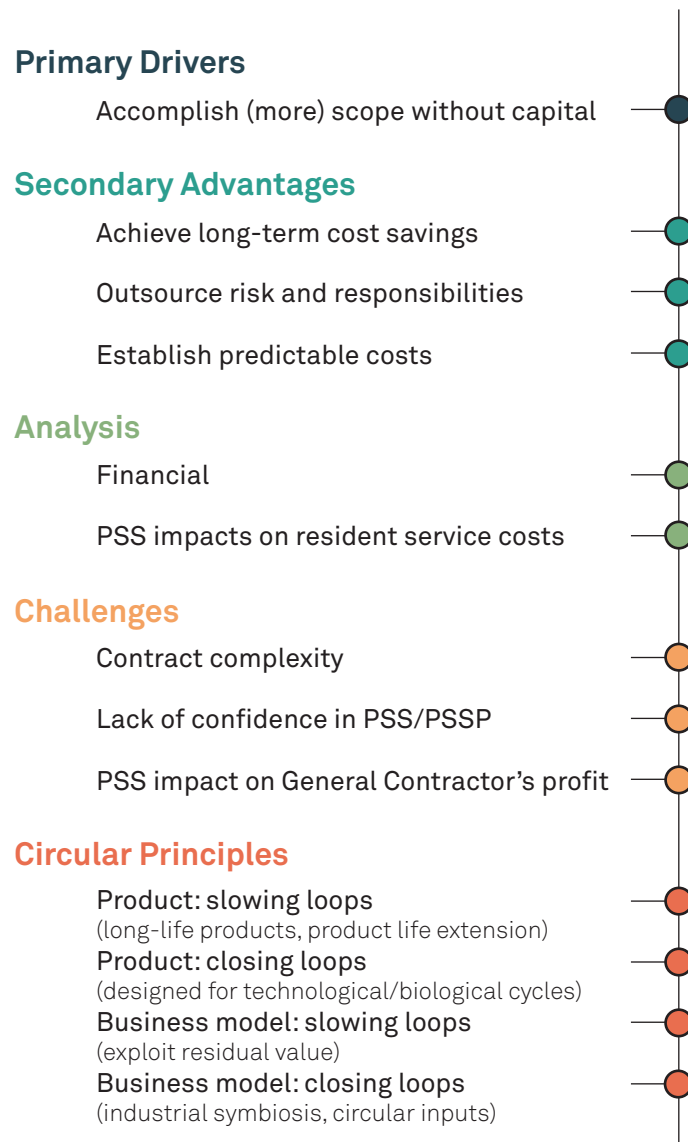 Primary Drivers
Accomplish (more) scope without capital
Secondary Advantages
Achieve long-term cost savings
Outsource risk and responsibilities
Establish predictable costs
Analysis
Financial
PSS impacts on resident service costs
Challenges
Contract complexity
Lack of confidence in PSS/PSSP
PSS impact on General Contractor's profit
Circular Principles
Product: slowing loops
(long-life products, product life extension)
Product: closing loops
(designed for technological/biological cycles)
Business model: slowing loops
(exploit residual value)
Business model: closing loops
(industrial symbiosis, circular inputs)